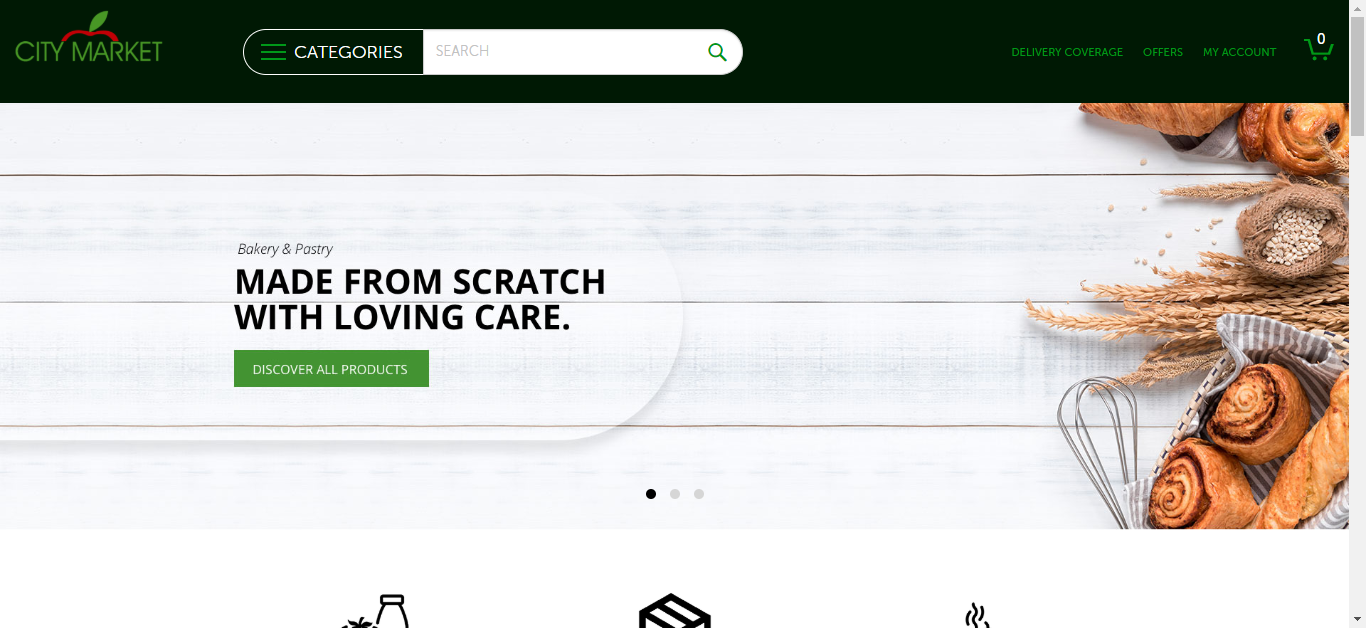 CITY MARKET
CATEGORIES
SEARCH
DELIVERY COVERAGE
OFFERS
MY ACCOUNT
0
Bakery & Pastry
MADE FROM SCRATCH
WITH LOVING CARE.
DISCOVER ALL PRODUCTS